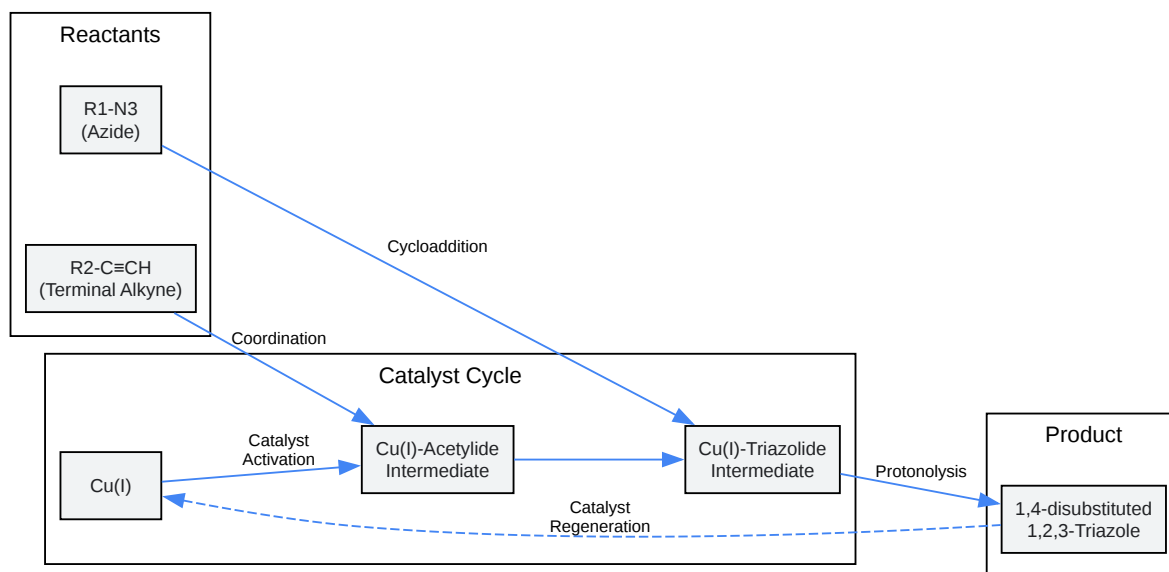 Reactants
R1-N3
(Azide)
R2-C≡CH
(Terminal Alkyne)
Cycloaddition
Coordination
Catalyst Cycle
Cu(I)
Catalyst
Activation
Cu(I)-Acetylide
Intermediate
Cu(I)-Triazolide
Intermediate
Protonolysis
Catalyst
Regeneration
Product
1,4-disubstituted
1,2,3-Triazole